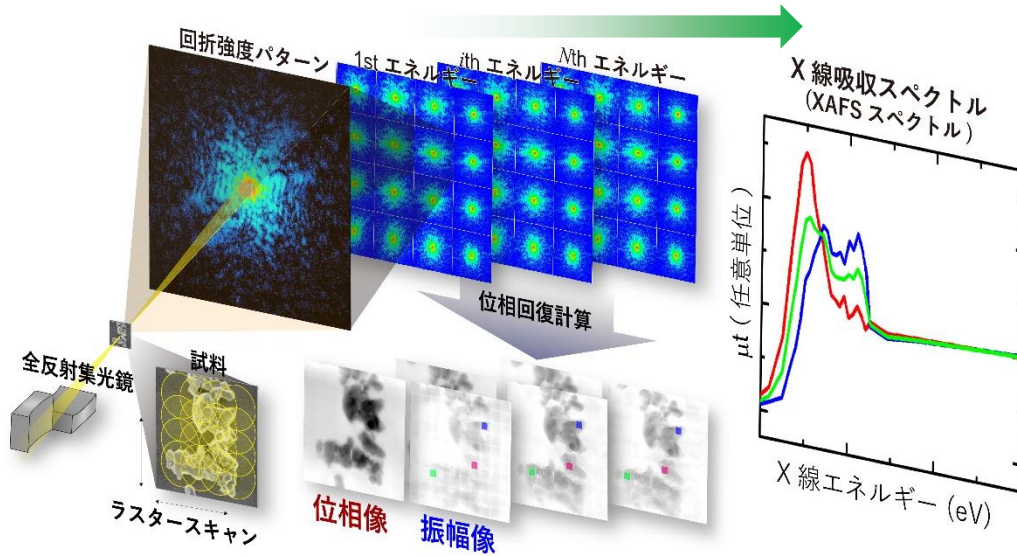 回折強度パターン
1st エネルギー
ith エネルギー
Nth エネルギー
X 線吸収スペクトル
(XAFS スペクトル)
μt (任意単位)
X 線エネルギー (eV)
位相回復計算
全反射集光鏡
試料
ラスタースキャン
位相像
振幅像